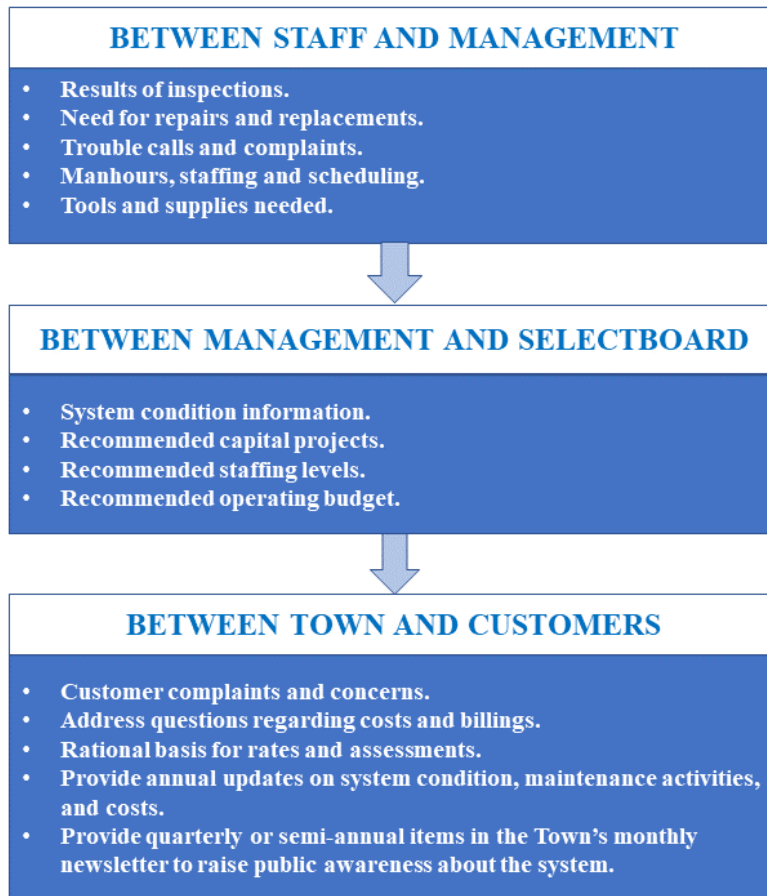 BETWEEN STAFF AND MANAGEMENT
• Results of inspections.
• Need for repairs and replacements.
• Trouble calls and complaints.
• Manhours, staffing and scheduling.
• Tools and supplies needed.
BETWEEN MANAGEMENT AND SELECTBOARD
• System condition information.
• Recommended capital projects.
• Recommended staffing levels.
• Recommended operating budget.
BETWEEN TOWN AND CUSTOMERS
• Customer complaints and concerns.
• Address questions regarding costs and billings.
• Rational basis for rates and assessments.
• Provide annual updates on system condition, maintenance activities,
and costs.
• Provide quarterly or semi-annual items in the Town’s monthly
newsletter to raise public awareness about the system.